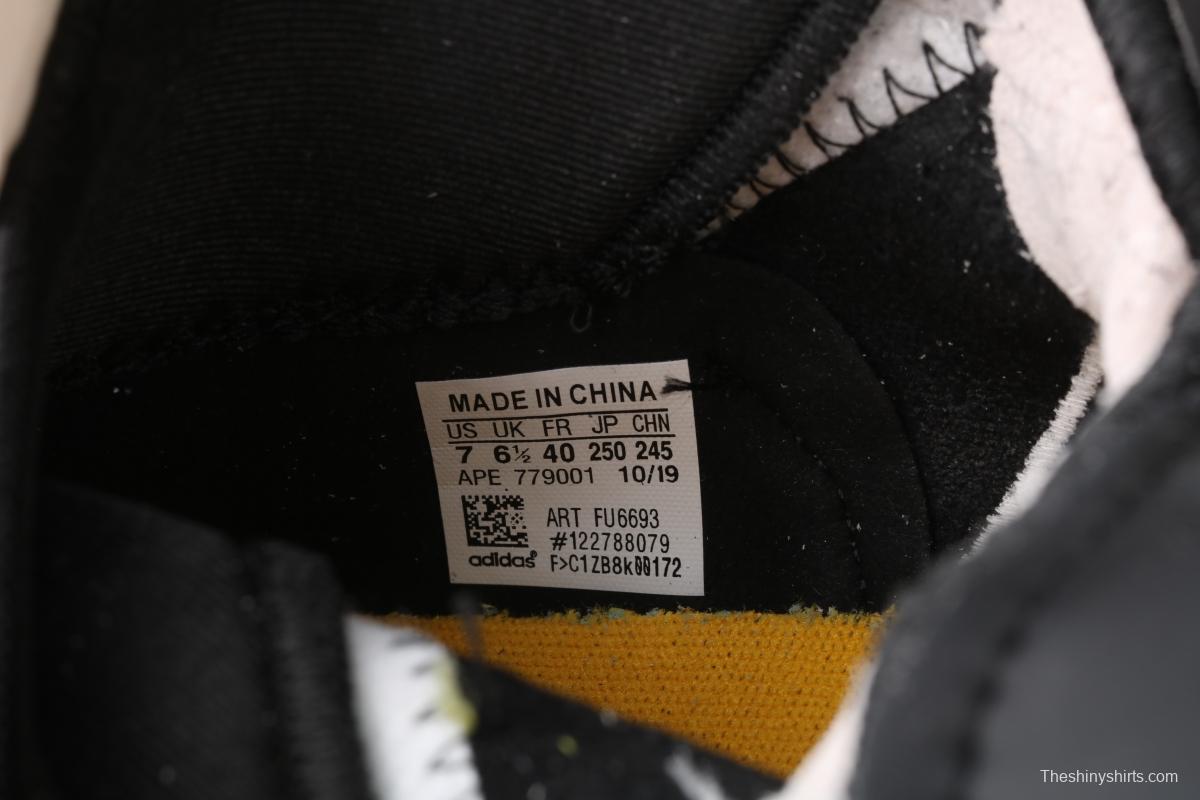 MADE IN CHINA
US UK FR JP CHN
7 6½ 40 250 245
APE 779001 10/19
ART FU6693
#122788079
adidas®
F>C1ZB8k00172
Theshinyshirts.com